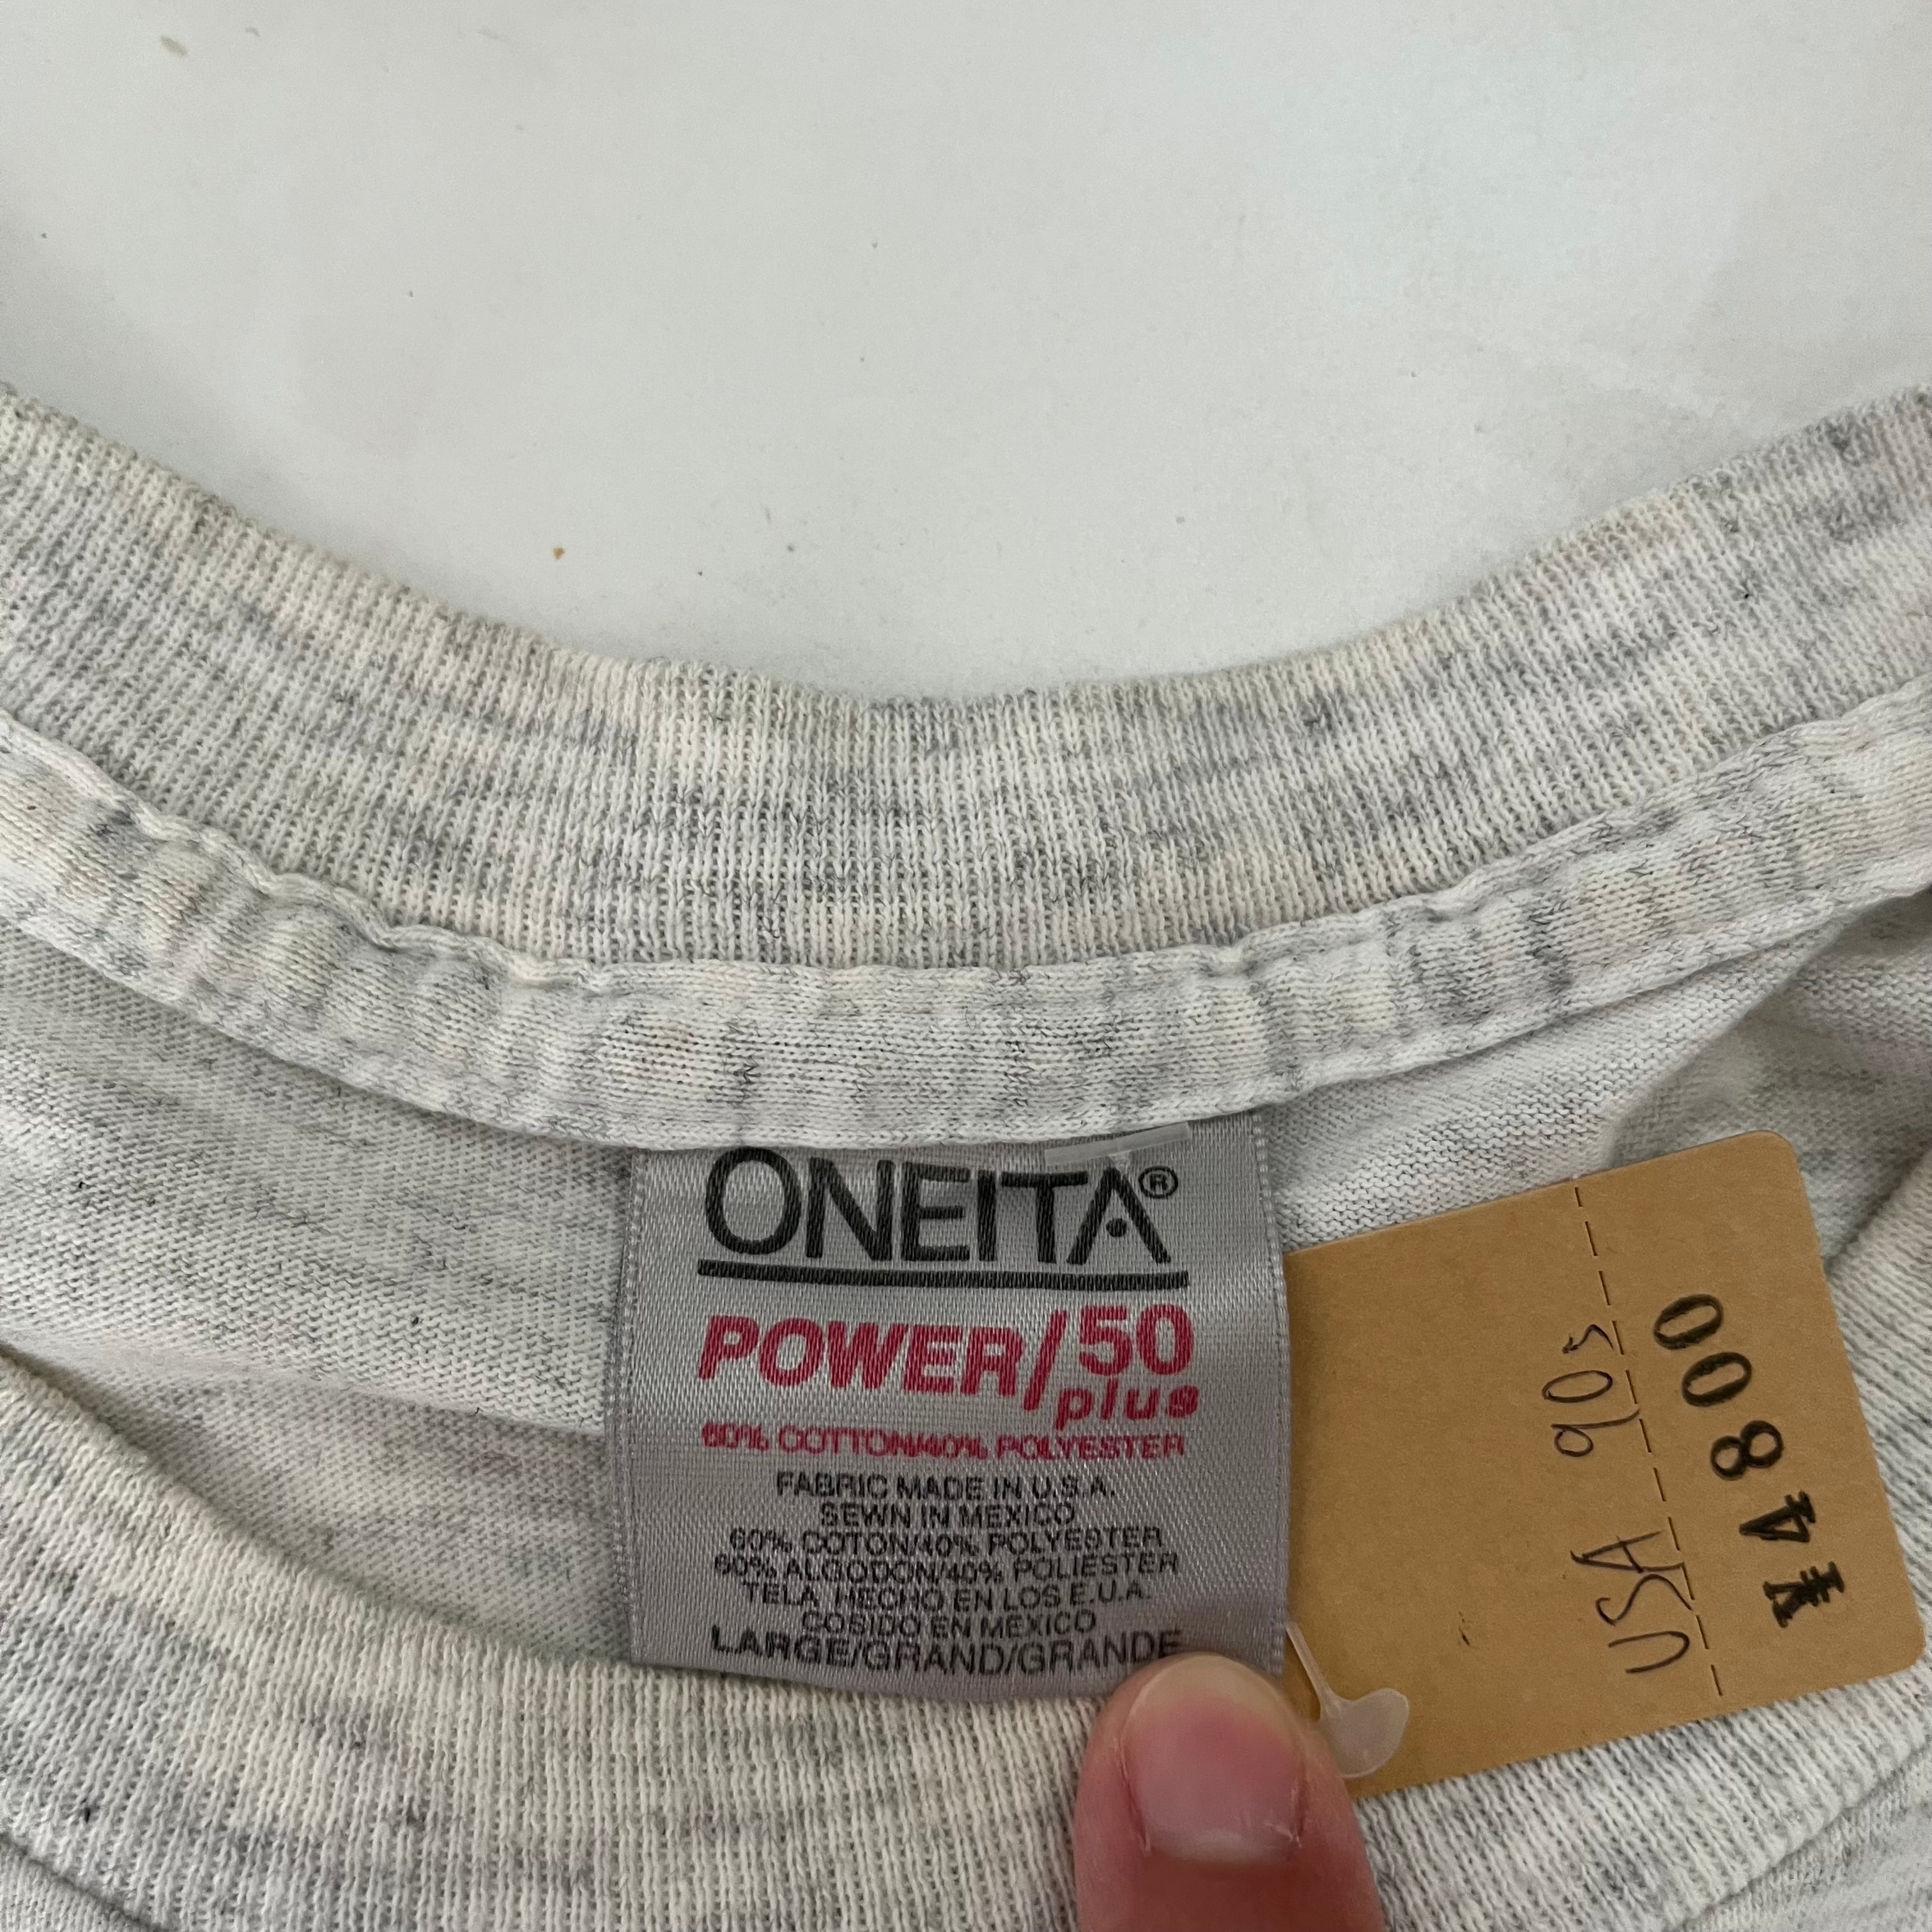 ONEITA®
POWER/50
plus
60% COTTON/40% POLYESTER
FABRIC MADE IN U.S.A.
SEWN IN MEXICO
60% COTON/40% POLYESTER
60% ALGODON/40% POLIESTER
TELA HECHO EN LOS E.U.A.
COSIDO EN MEXICO
LARGE/GRAND/GRANDE
USA 90s
¥4800